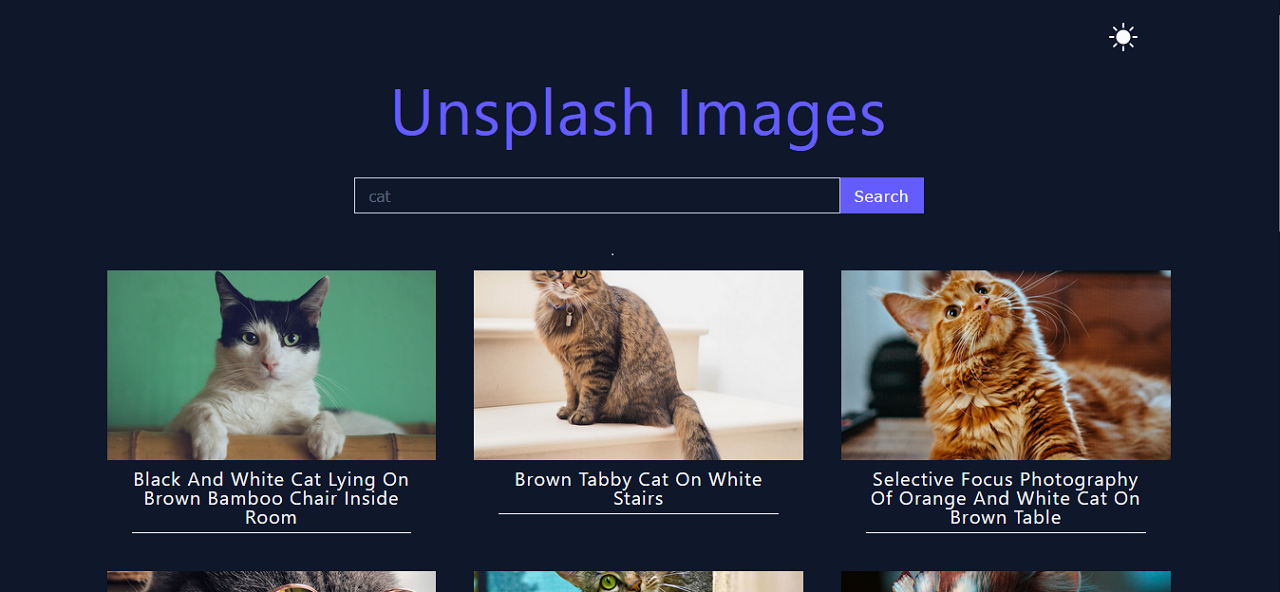 Unsplash Images
cat
Search
.
Black And White Cat Lying On
Brown Bamboo Chair Inside
Room
Brown Tabby Cat On White
Stairs
Selective Focus Photography
Of Orange And White Cat On
Brown Table